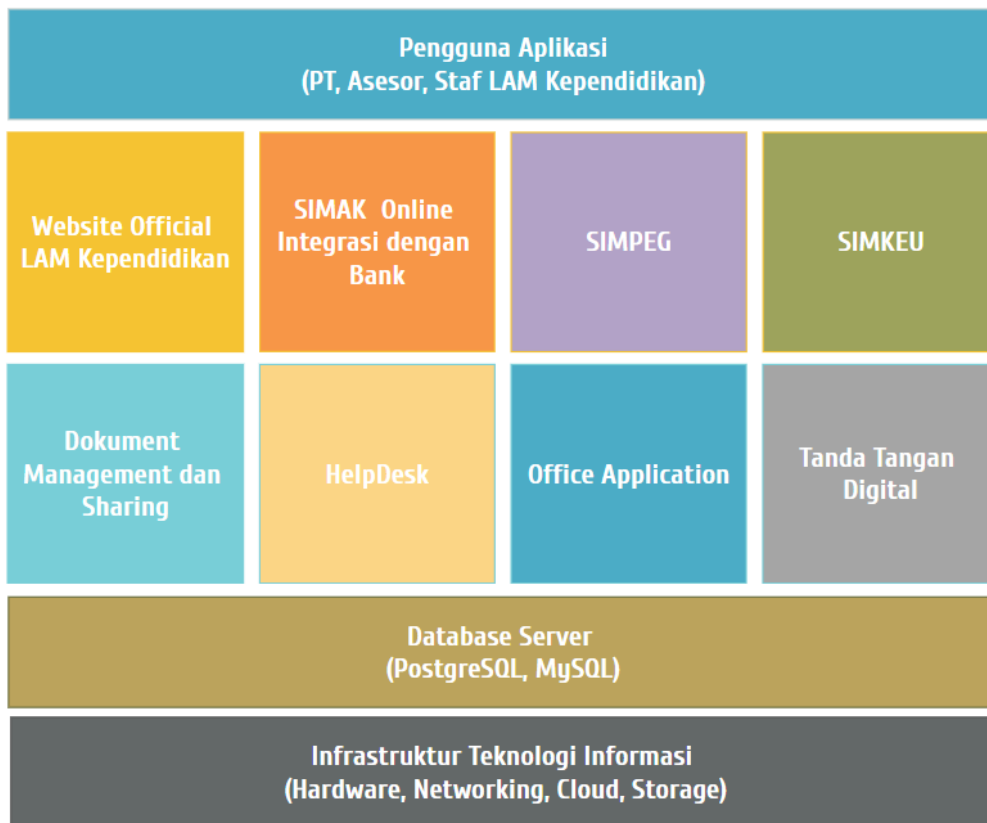 Pengguna Aplikasi
(PT, Asesor, Staf LAM Kependidikan)
Website Official
LAM Kependidikan
SIMAK Online
Integrasi dengan
Bank
SIMPEG
SIMKEU
Dokument
Management dan
Sharing
HelpDesk
Office Application
Tanda Tangan
Digital
Database Server
(PostgreSQL, MySQL)
Infrastruktur Teknologi Informasi
(Hardware, Networking, Cloud, Storage)